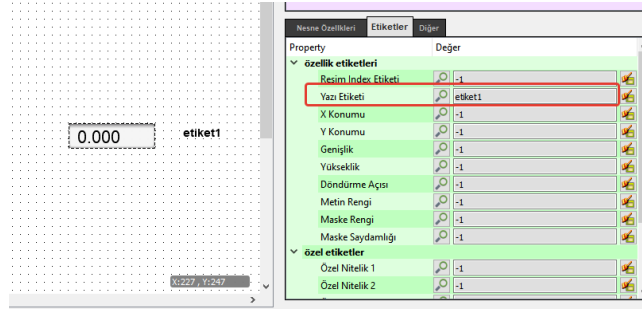 0.000 etiket1
X:227 , Y:247
Nesne Özellikleri Etiketler Diğer
Property Değer
özellik etiketleri
Resim Index Etiketi -1
Yazı Etiketi etiket1
X Konumu -1
Y Konumu -1
Genişlik -1
Yükseklik -1
Döndürme Açısı -1
Metin Rengi -1
Maske Rengi -1
Maske Saydamlığı -1
özel etiketler
Özel Nitelik 1 -1
Özel Nitelik 2 -1